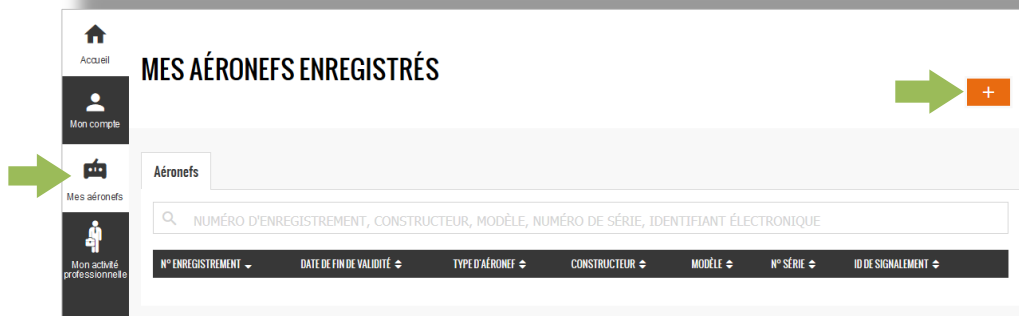 Accueil
MES AÉRONEFS ENREGISTRÉS
+
Mon compte
Mes aéronefs
Aéronefs
NUMÉRO D'ENREGISTREMENT, CONSTRUCTEUR, MODÈLE, NUMÉRO DE SÉRIE, IDENTIFIANT ÉLECTRONIQUE
Mon activité
professionnelle
N° ENREGISTREMENT DATE DE FIN DE VALIDITÉ TYPE D'AÉRONEF CONSTRUCTEUR MODÈLE N° SÉRIE ID DE SIGNALEMENT